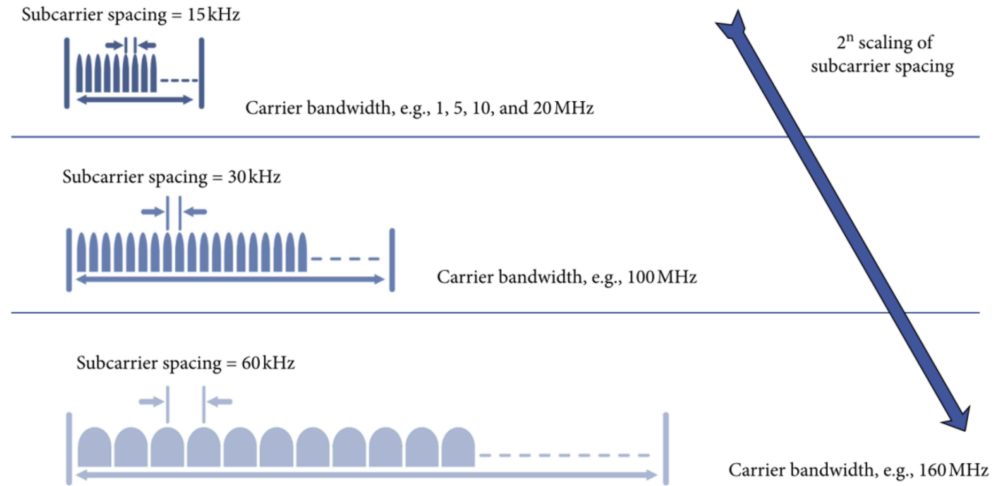 Subcarrier spacing = 15 kHz
2ⁿ scaling of
subcarrier spacing
Carrier bandwidth, e.g., 1, 5, 10, and 20 MHz
Subcarrier spacing = 30 kHz
Carrier bandwidth, e.g., 100 MHz
Subcarrier spacing = 60 kHz
Carrier bandwidth, e.g., 160 MHz